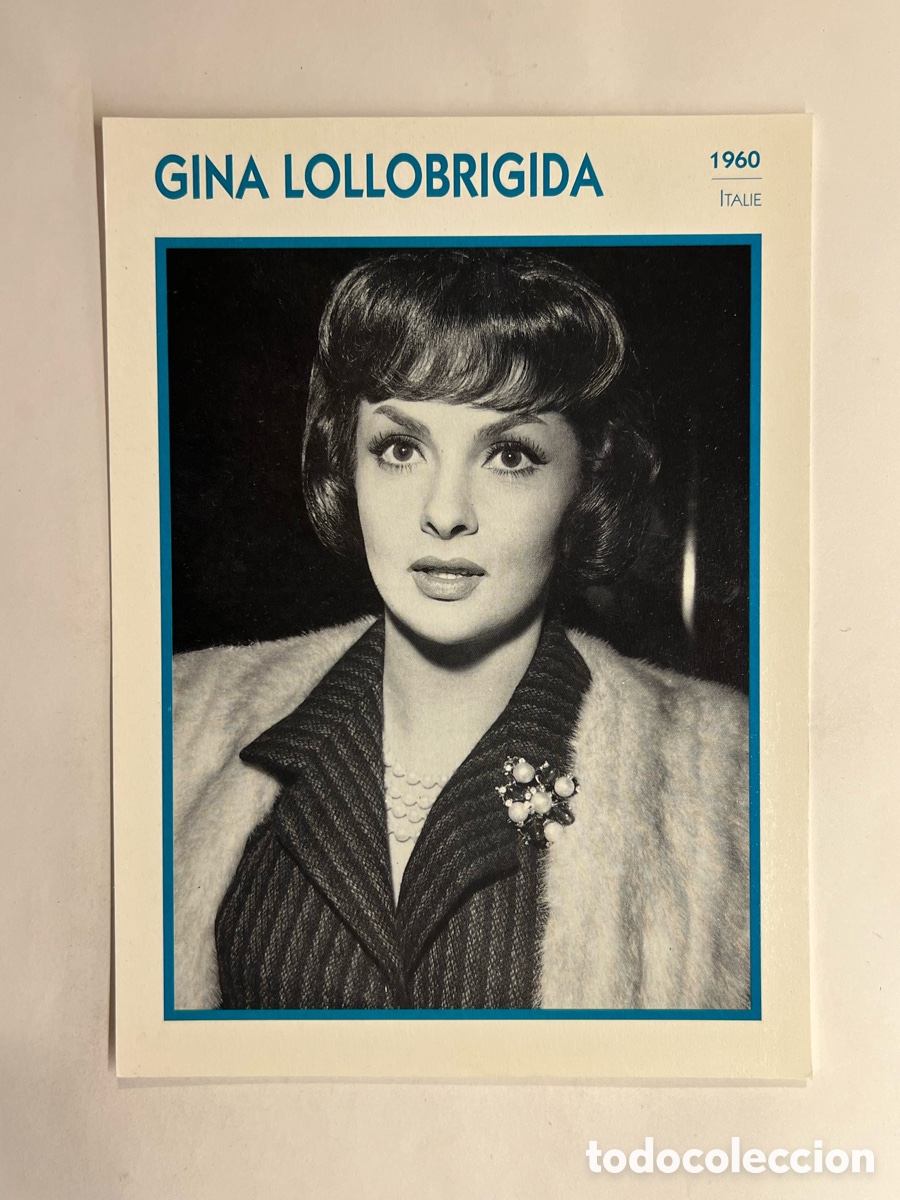 GINA LOLLOBRIGIDA
1960
ITALIE
todocoleccion